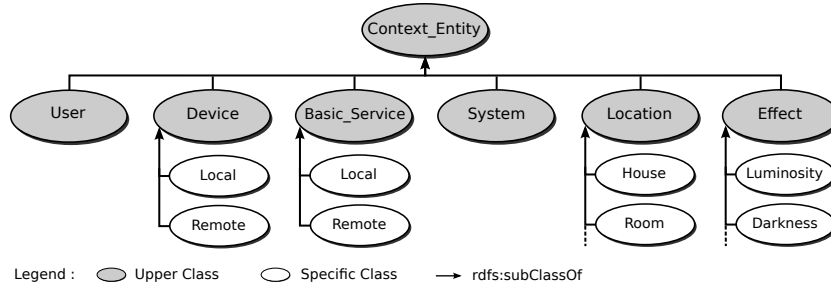 Context_Entity
User Device Basic_Service System Location Effect
Local Local House Luminosity
Remote Remote Room Darkness
Legend : Upper Class Specific Class rdfs:subClassOf